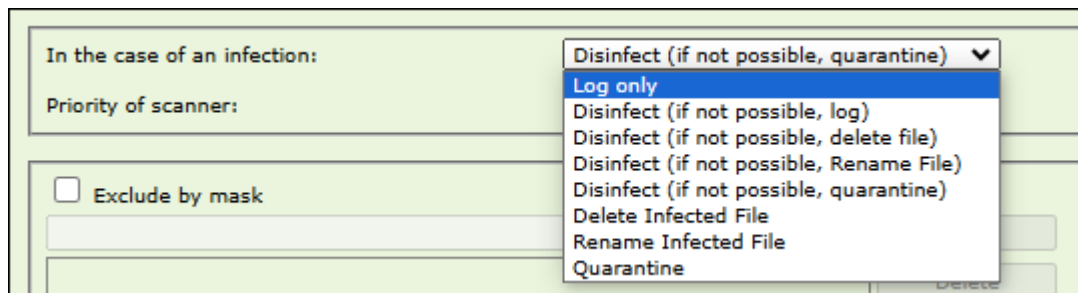 In the case of an infection:
Disinfect (if not possible, quarantine)
Log only
Priority of scanner:
Disinfect (if not possible, log)
Disinfect (if not possible, delete file)
Disinfect (if not possible, Rename File)
Disinfect (if not possible, quarantine)
Exclude by mask
Delete Infected File
Rename Infected File
Quarantine
Delete